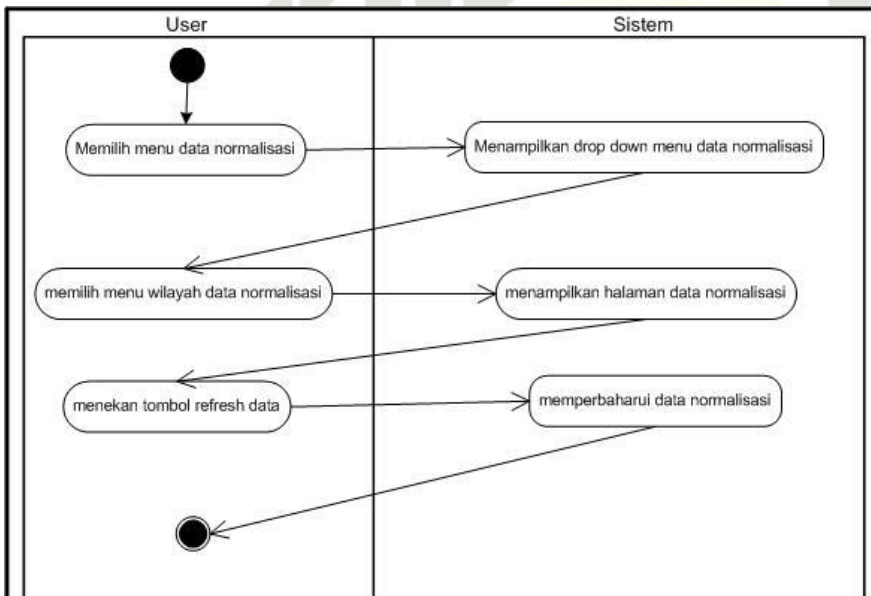 User
Sistem
Memilih menu data normalisasi
Menampilkan drop down menu data normalisasi
memilih menu wilayah data normalisasi
menampilkan halaman data normalisasi
menekan tombol refresh data
memperbaharui data normalisasi